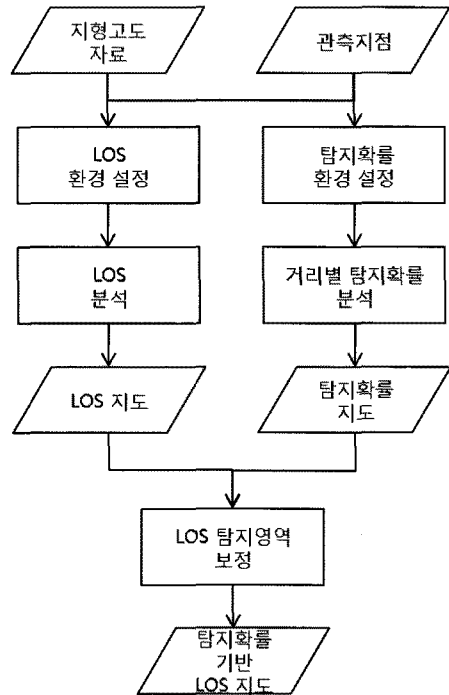 지형고도
자료
관측지점
LOS
환경 설정
탐지확률
환경 설정
LOS
분석
거리별 탐지확률
분석
LOS 지도
탐지확률
지도
LOS 탐지영역
보정
탐지확률
기반
LOS 지도